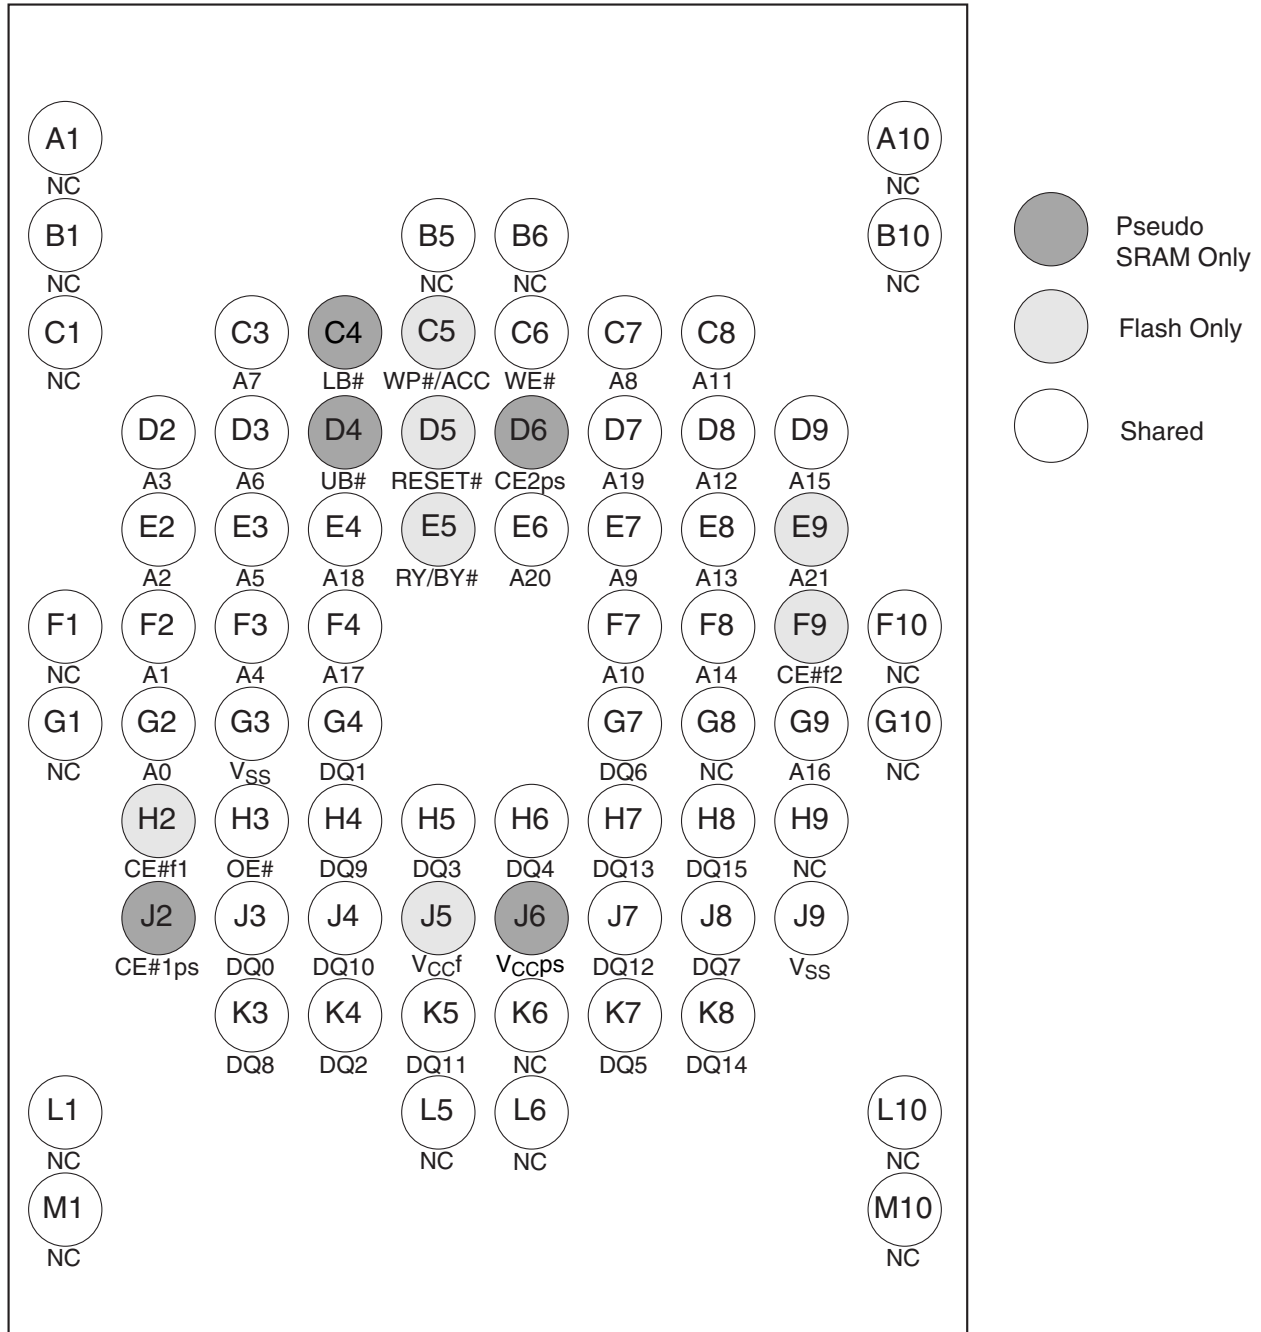 A1 A10
NC NC
B1 B5 B6 B10
NC NC NC NC
C1 C3 C4 C5 C6 C7 C8
NC A7 LB# WP#/ACC WE# A8 A11
D2 D3 D4 D5 D6 D7 D8 D9
A3 A6 UB# RESET# CE2ps A19 A12 A15
E2 E3 E4 E5 E6 E7 E8 E9
A2 A5 A18 RY/BY# A20 A9 A13 A21
F1 F2 F3 F4 F7 F8 F9 F10
NC A1 A4 A17 A10 A14 CE#f2 NC
G1 G2 G3 G4 G7 G8 G9 G10
NC A0 VSS DQ1 DQ6 NC A16 NC
H2 H3 H4 H5 H6 H7 H8 H9
CE#f1 OE# DQ9 DQ3 DQ4 DQ13 DQ15 NC
J2 J3 J4 J5 J6 J7 J8 J9
CE#1ps DQ0 DQ10 VCCf VCCps DQ12 DQ7 VSS
K3 K4 K5 K6 K7 K8
DQ8 DQ2 DQ11 NC DQ5 DQ14
L1 L5 L6 L10
NC NC NC NC
M1 M10
NC NC
Pseudo
SRAM Only
Flash Only
Shared